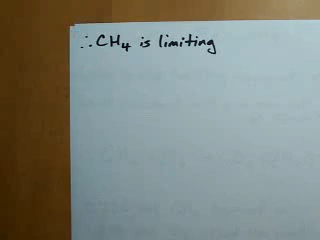 ∴ CH₄ is limiting